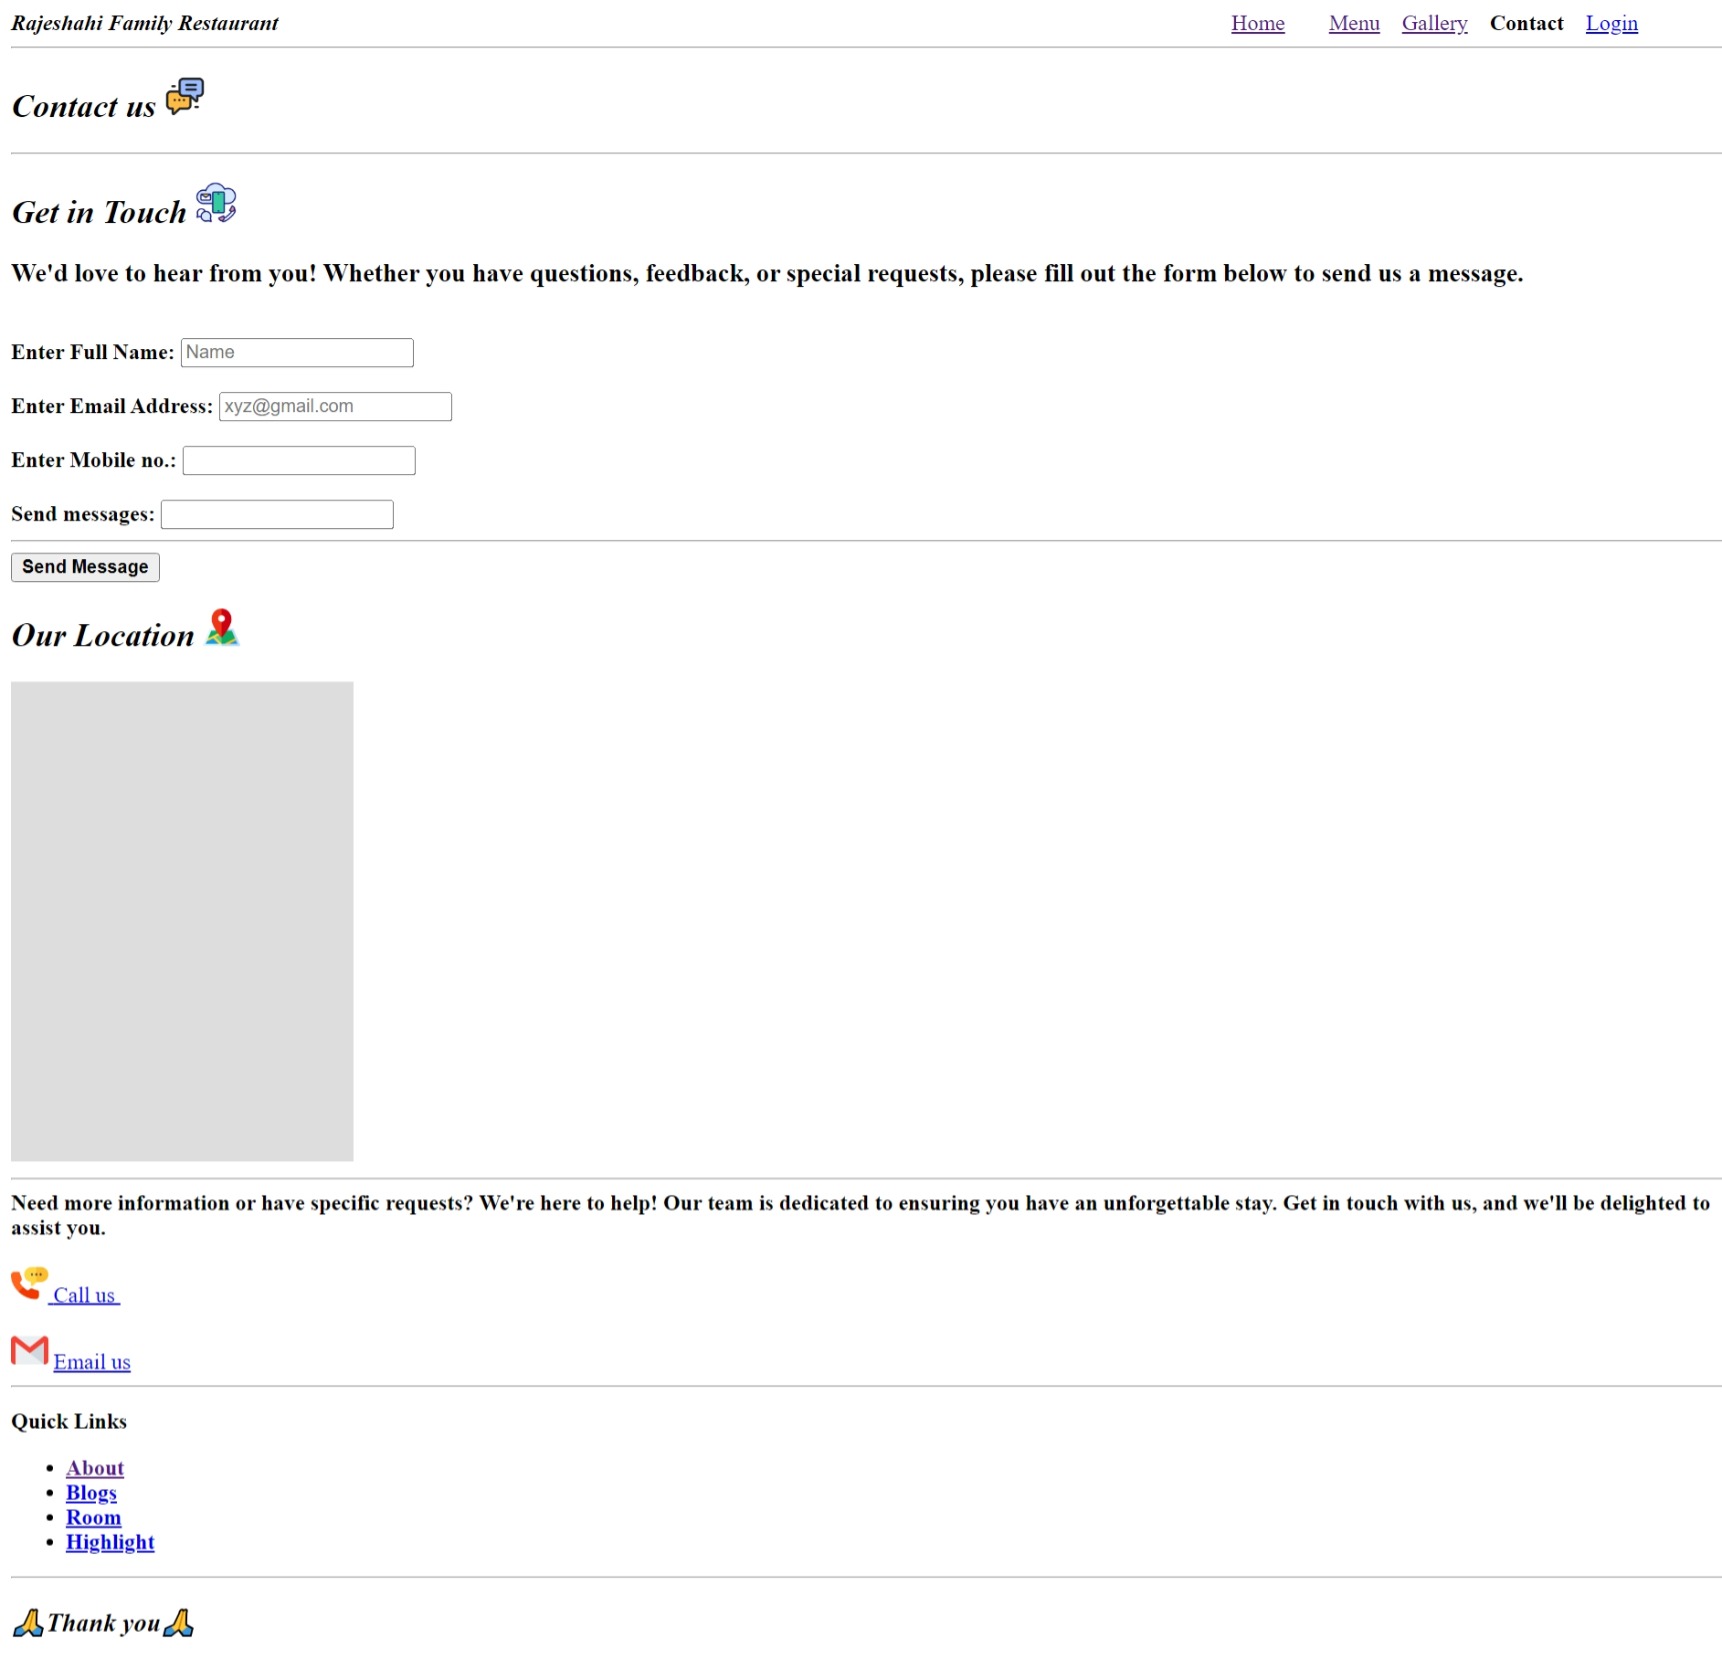 Rajeshahi Family Restaurant Home Menu Gallery Contact Login
Contact us
Get in Touch
We'd love to hear from you! Whether you have questions, feedback, or special requests, please fill out the form below to send us a message.
Enter Full Name: Name
Enter Email Address: xyz@gmail.com
Enter Mobile no.:
Send messages:
Send Message
Our Location
Need more information or have specific requests? We're here to help! Our team is dedicated to ensuring you have an unforgettable stay. Get in touch with us, and we'll be delighted to
assist you.
Call us
Email us
Quick Links
• About
• Blogs
• Room
• Highlight
🙏Thank you🙏